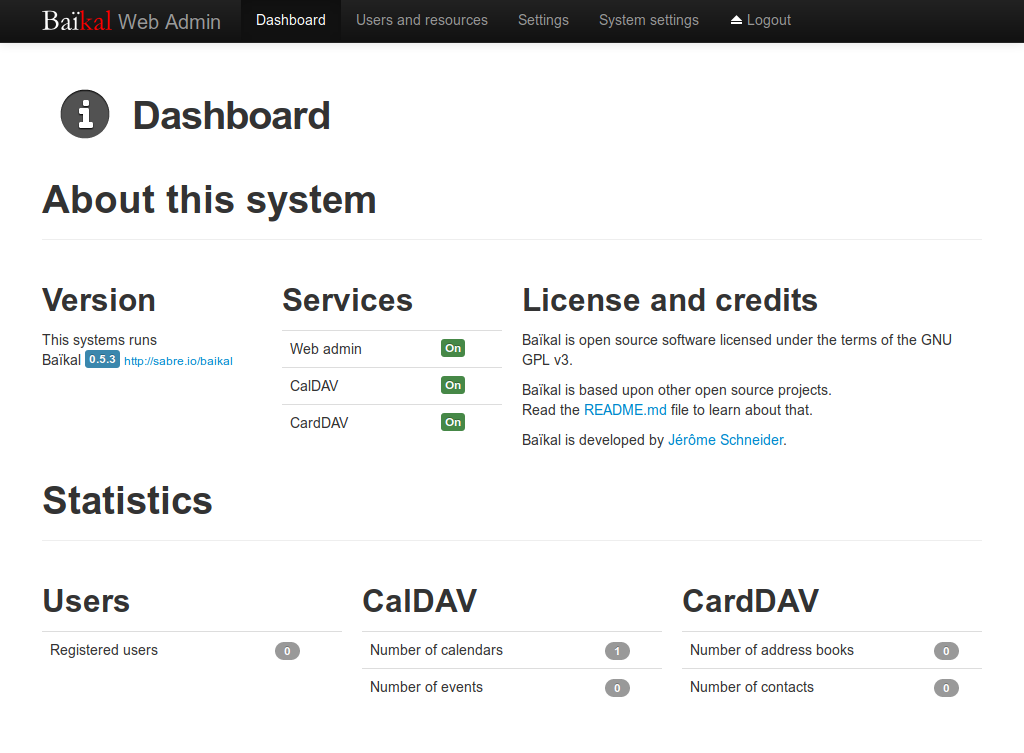 Baïkal Web Admin Dashboard Users and resources Settings System settings Logout
Dashboard
About this system
Version
This systems runs
Baïkal 0.5.3 http://sabre.io/baikal
Services
Web admin On
CalDAV On
CardDAV On
License and credits
Baïkal is open source software licensed under the terms of the GNU
GPL v3.
Baïkal is based upon other open source projects.
Read the README.md file to learn about that.
Baïkal is developed by Jérôme Schneider.
Statistics
Users
Registered users 0
CalDAV
Number of calendars 1
Number of events 0
CardDAV
Number of address books 0
Number of contacts 0